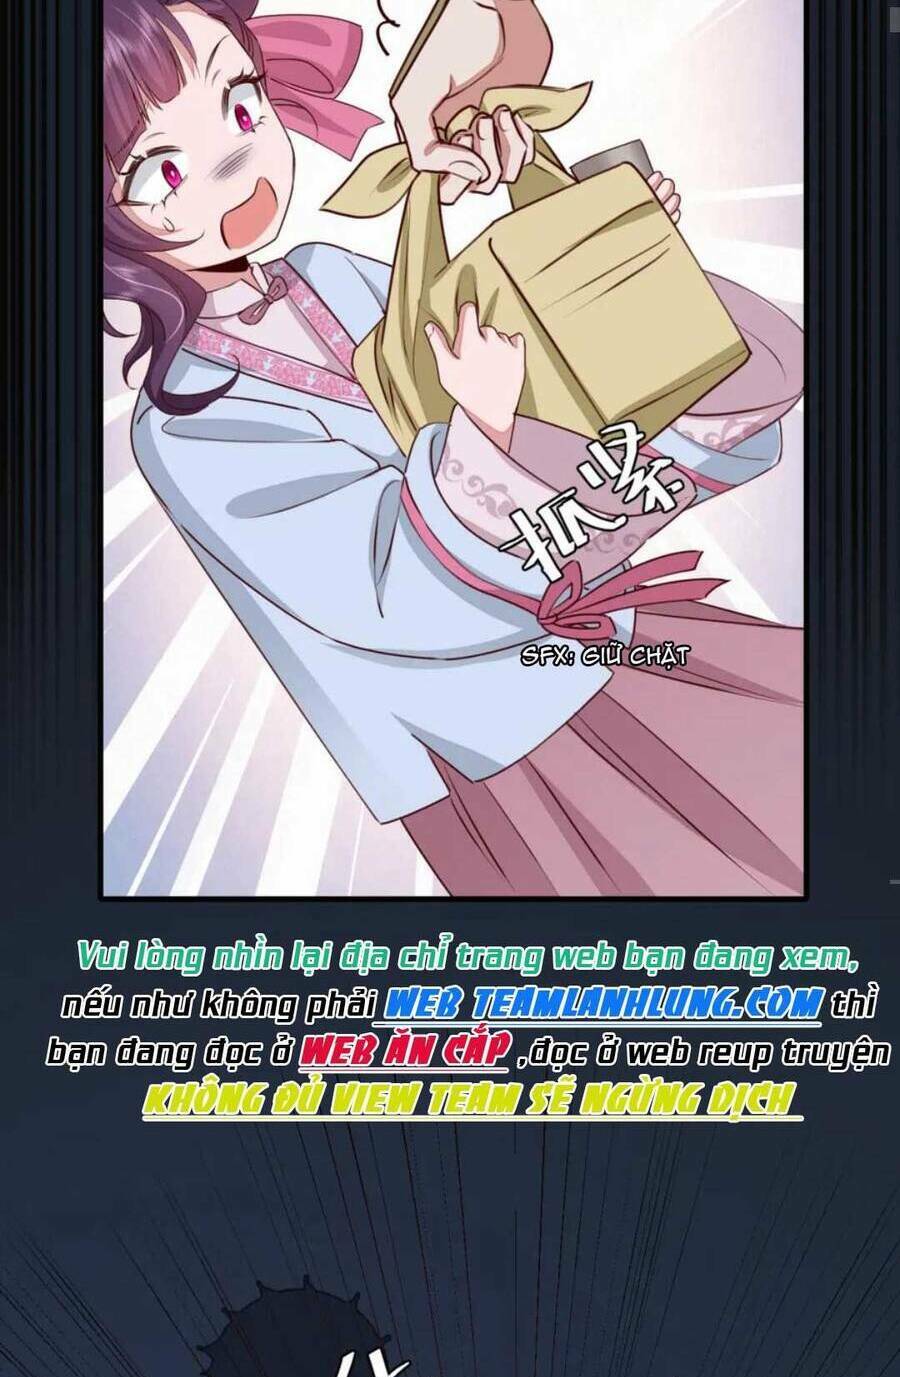 抓紧
SFX: GIỮ CHẶT
Vui lòng nhìn lại địa chỉ trang web bạn đang xem,
nếu như không phải WEB TEAMLANHLUNG.COM thì
bạn đang đọc ở WEB ĂN CẮP ,đọc ở web reup truyện
KHÔNG ĐỦ VIEW TEAM SẼ NGỪNG DỊCH